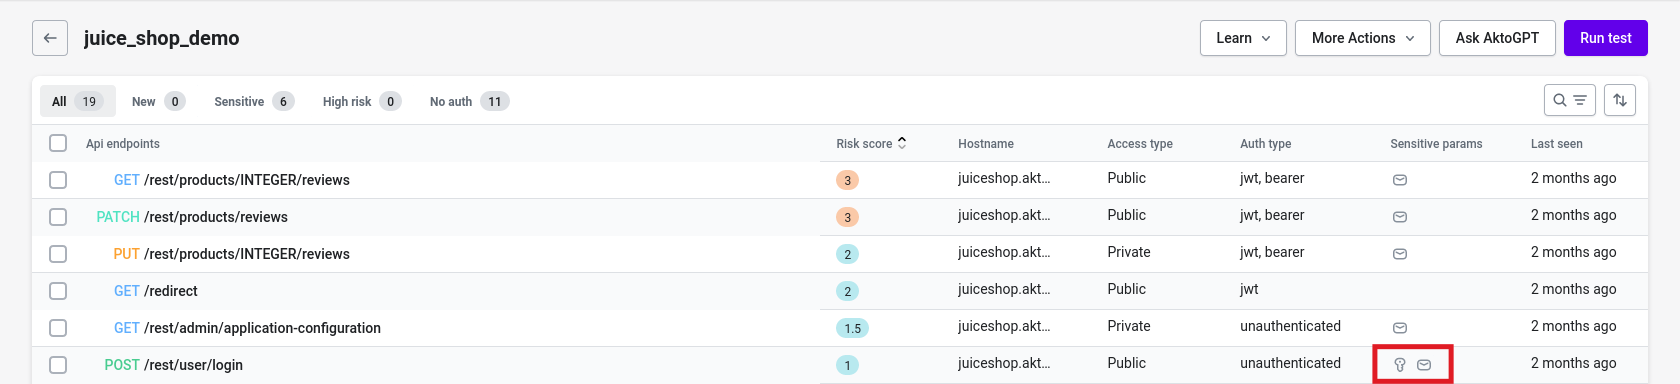 juice_shop_demo Learn More Actions Ask AktoGPT Run test
All 19 New 0 Sensitive 6 High risk 0 No auth 11
Api endpoints Risk score Hostname Access type Auth type Sensitive params Last seen
GET /rest/products/INTEGER/reviews 3 juiceshop.akt... Public jwt, bearer 2 months ago
PATCH /rest/products/reviews 3 juiceshop.akt... Public jwt, bearer 2 months ago
PUT /rest/products/INTEGER/reviews 2 juiceshop.akt... Private jwt, bearer 2 months ago
GET /redirect 2 juiceshop.akt... Public jwt 2 months ago
GET /rest/admin/application-configuration 1.5 juiceshop.akt... Private unauthenticated 2 months ago
POST /rest/user/login 1 juiceshop.akt... Public unauthenticated 2 months ago